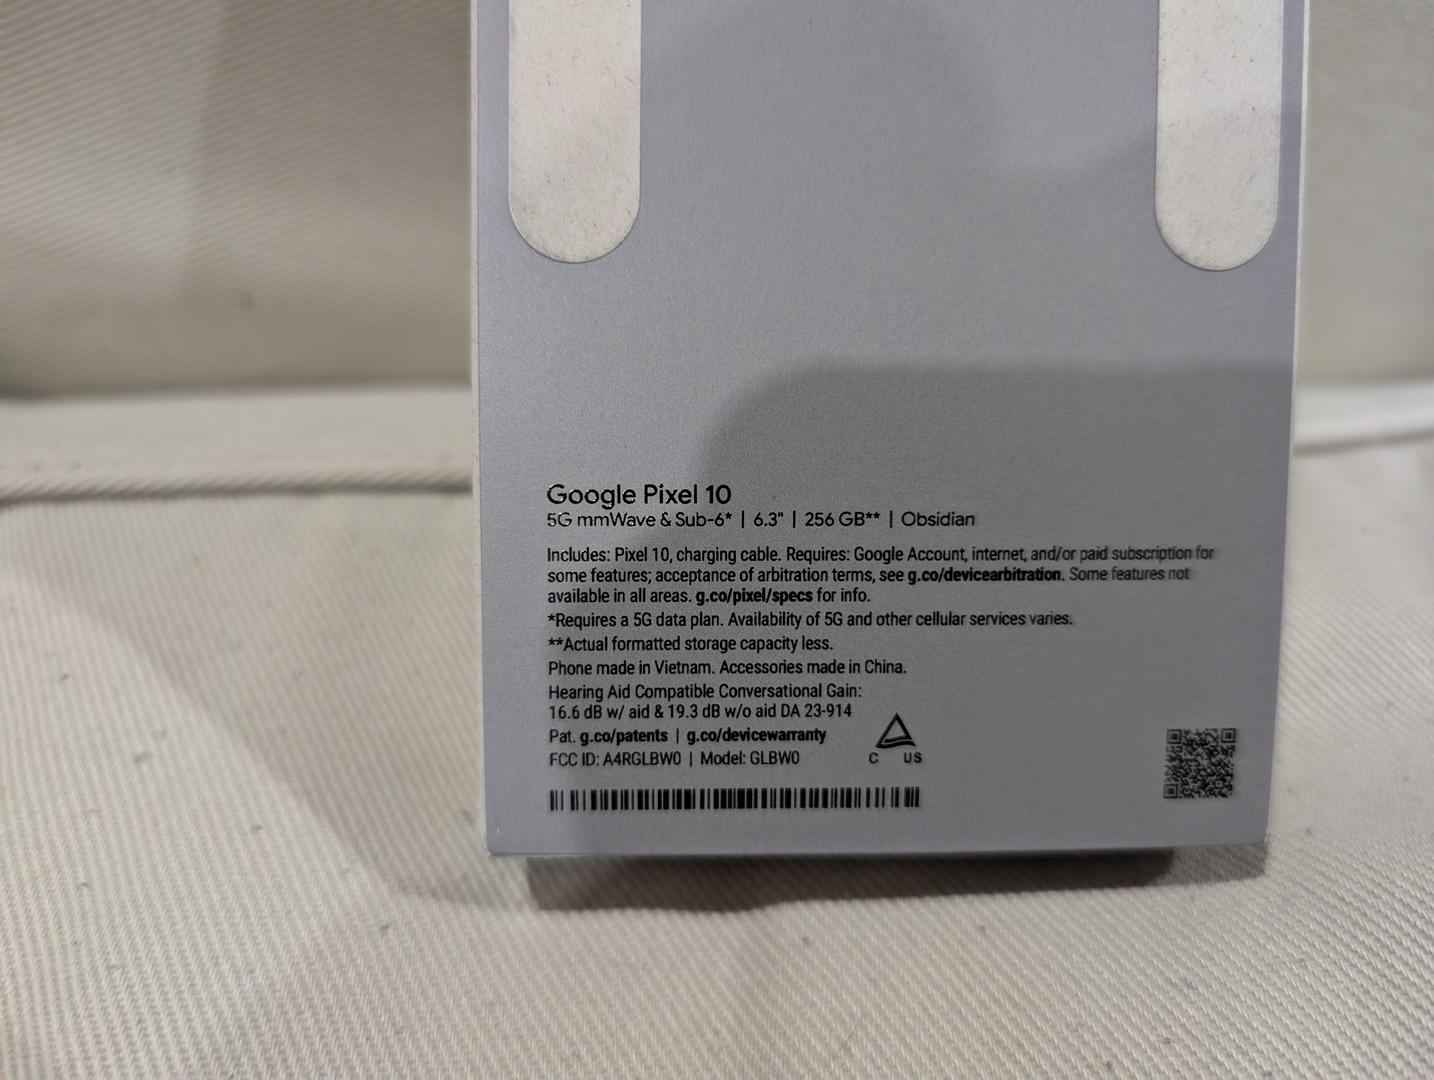 Google Pixel 10
5G mmWave & Sub-6* | 6.3" | 256 GB** | Obsidian
Includes: Pixel 10, charging cable. Requires: Google Account, internet, and/or paid subscription for
some features; acceptance of arbitration terms, see g.co/devicearbitration. Some features not
available in all areas. g.co/pixel/specs for info.
*Requires a 5G data plan. Availability of 5G and other cellular services varies.
**Actual formatted storage capacity less.
Phone made in Vietnam. Accessories made in China.
Hearing Aid Compatible Conversational Gain:
16.6 dB w/ aid & 19.3 dB w/o aid DA 23-914
Pat. g.co/patents | g.co/devicewarranty
FCC ID: A4RGLBW0 | Model: GLBW0
C US